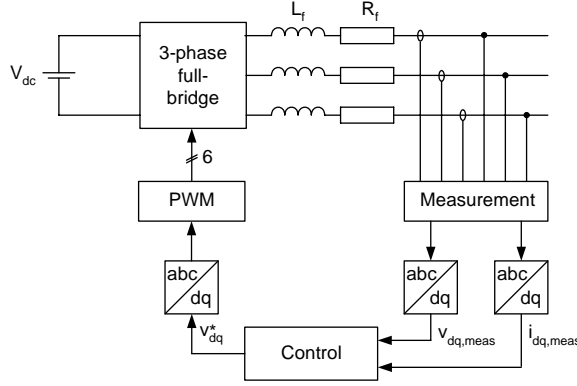 L_f
R_f
V_dc
3-phase
full-
bridge
6
PWM
Measurement
abc
dq
abc
dq
abc
dq
v*_dq
Control
v_dq,meas
i_dq,meas